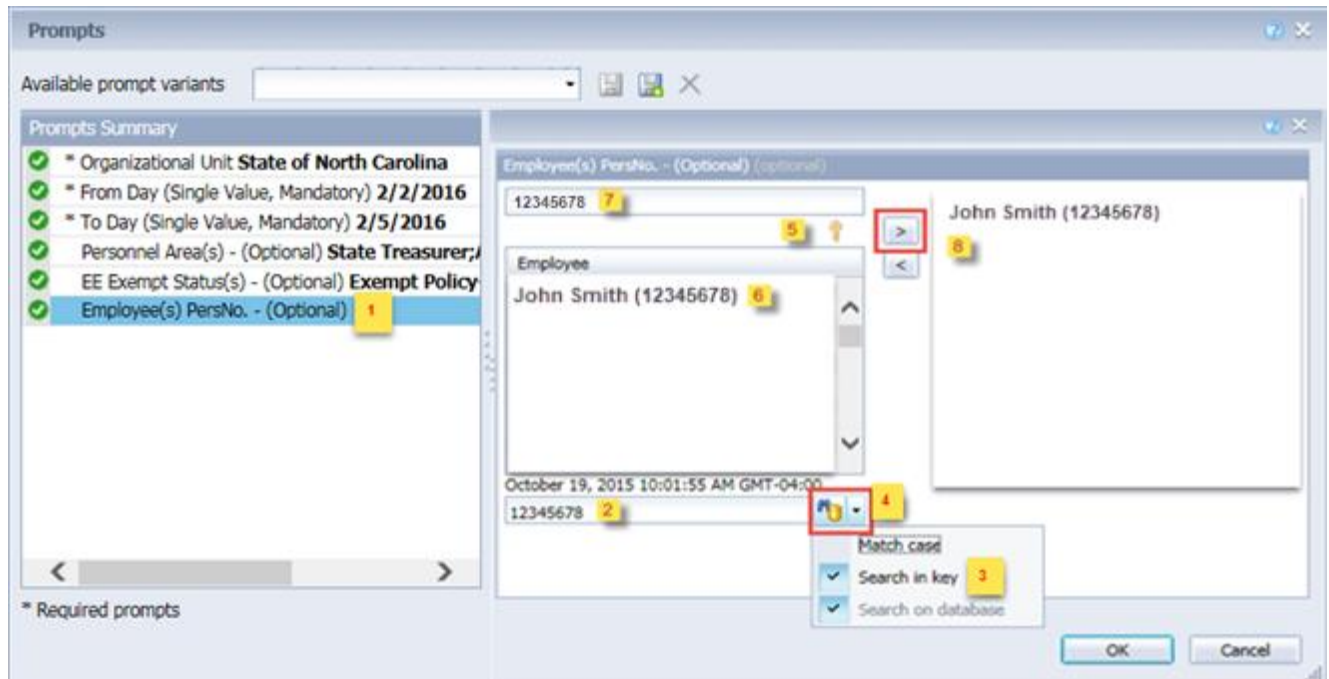 Prompts
Available prompt variants
Prompts Summary
* Organizational Unit State of North Carolina
* From Day (Single Value, Mandatory) 2/2/2016
* To Day (Single Value, Mandatory) 2/5/2016
Personnel Area(s) - (Optional) State Treasurer;
EE Exempt Status(s) - (Optional) Exempt Policy
Employee(s) PersNo. - (Optional) 1
* Required prompts
Employee(s) PersNo. - (Optional) (optional)
12345678 7
5
>
<
Employee
John Smith (12345678) 6
John Smith (12345678)
8
October 19, 2015 10:01:55 AM GMT-04:00
12345678 2
4
Match case
Search in key 3
Search on database
OK Cancel